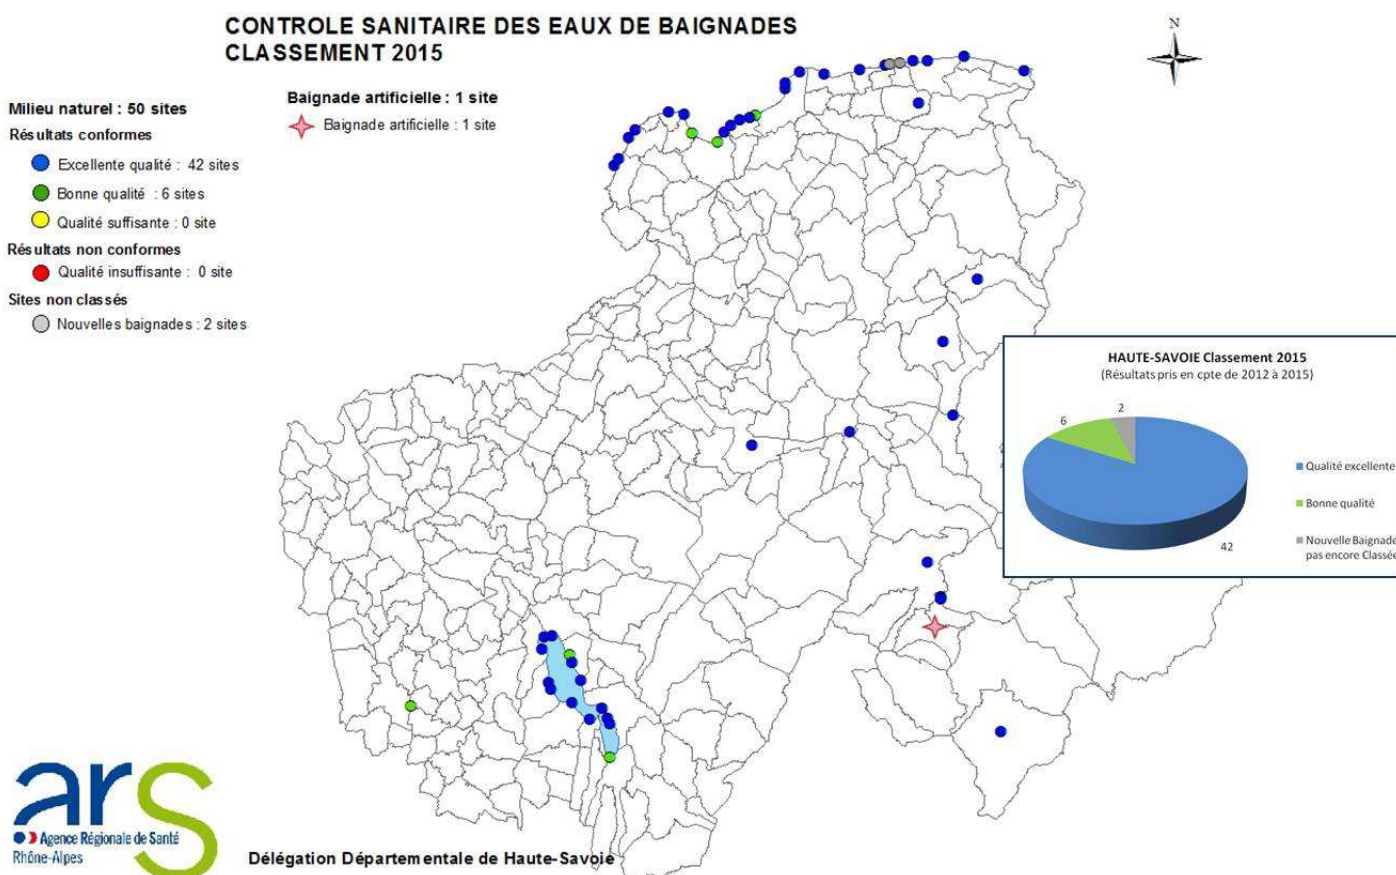 CONTROLE SANITAIRE DES EAUX DE BAIGNADES
CLASSEMENT 2015
N
Milieu naturel : 50 sites
Résultats conformes
Excellente qualité : 42 sites
Bonne qualité : 6 sites
Qualité suffisante : 0 site
Résultats non conformes
Qualité insuffisante : 0 site
Sites non classés
Nouvelles baignades : 2 sites
Baignade artificielle : 1 site
Baignade artificielle : 1 site
HAUTE-SAVOIE Classement 2015
(Résultats pris en cpte de 2012 à 2015)
2
6
42
Qualité excellente
Bonne qualité
Nouvelle Baignade
pas encore Classée
ars
Agence Régionale de Santé
Rhône-Alpes
Délégation Départementale de Haute-Savoie